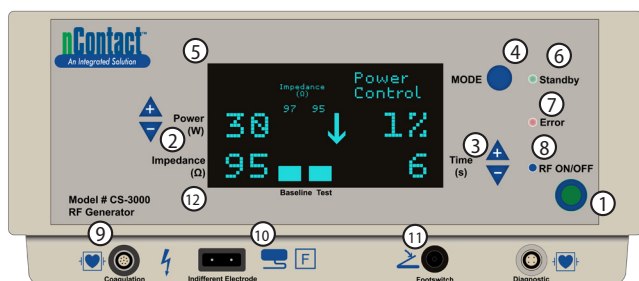 nContact™
An Integrated Solution
5
4
6
Impedance
(Ω)
Power
Control
MODE
Standby
97 95
7
Error
Power
(W)
30
1%
2
3
8
Impedance
(Ω)
95
6
Time
(s)
RF ON/OFF
Baseline Test
12
1
Model # CS-3000
RF Generator
9
10
11
F
Coagulation
Indifferent Electrode
Footswitch
Diagnostic